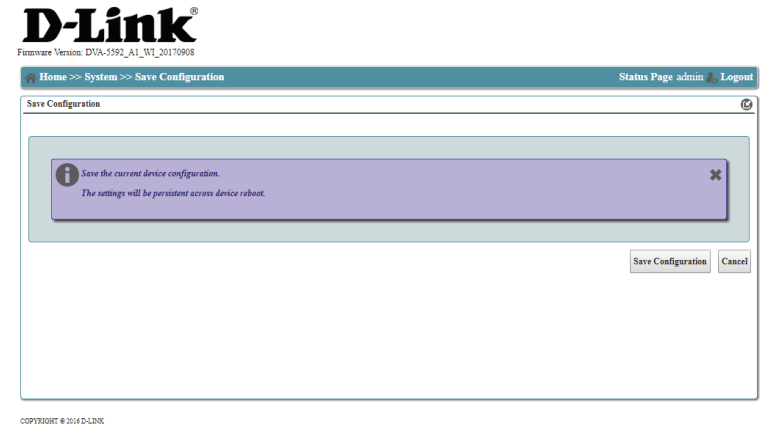 D-Link®
Firmware Version: DVA-5592_A1_WI_20170908
Home >> System >> Save Configuration Status Page admin Logout
Save Configuration
Save the current device configuration.
The settings will be persistent across device reboot.
Save Configuration Cancel
COPYRIGHT © 2016 D-LINK